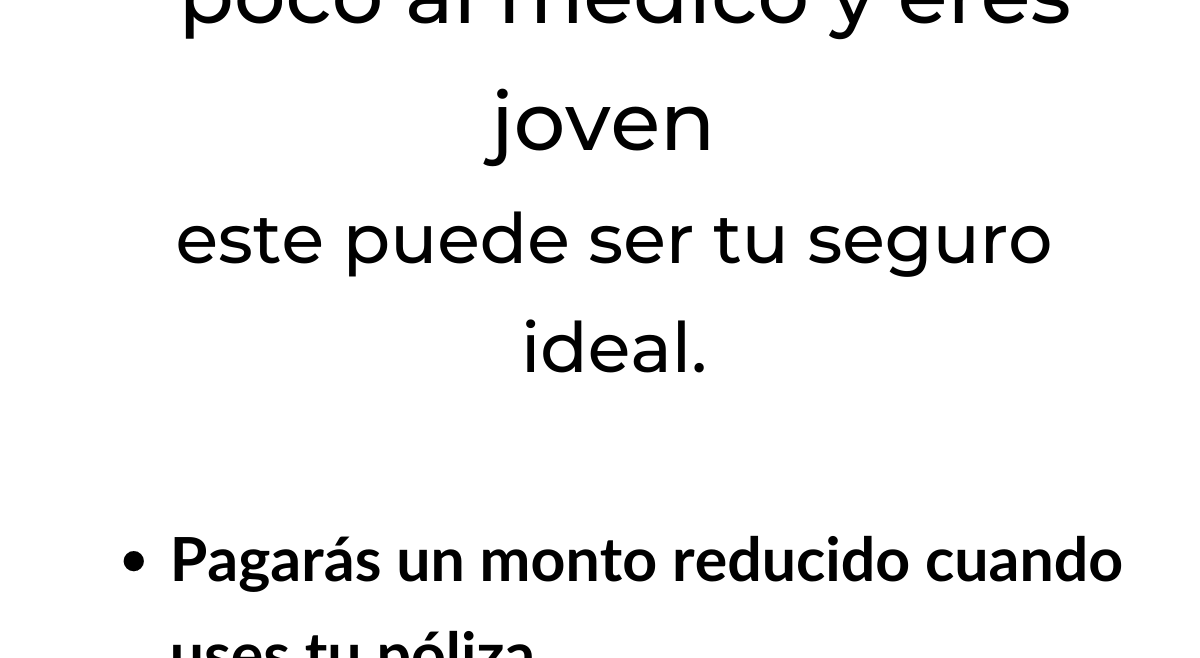 poco al médico y eres
joven
este puede ser tu seguro
ideal.
• Pagarás un monto reducido cuando
uses tu póliza